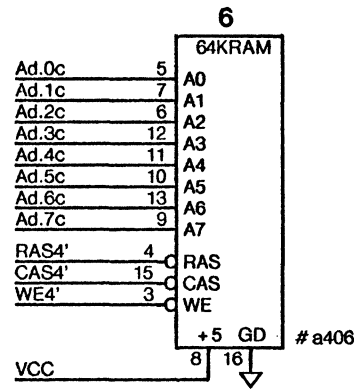 6
64KRAM
Ad.0c 5 A0
Ad.1c 7 A1
Ad.2c 6 A2
Ad.3c 12 A3
Ad.4c 11 A4
Ad.5c 10 A5
Ad.6c 13 A6
Ad.7c 9 A7
RAS4' 4 RAS
CAS4' 15 CAS
WE4' 3 WE
+5 GD # a406
8 16
VCC